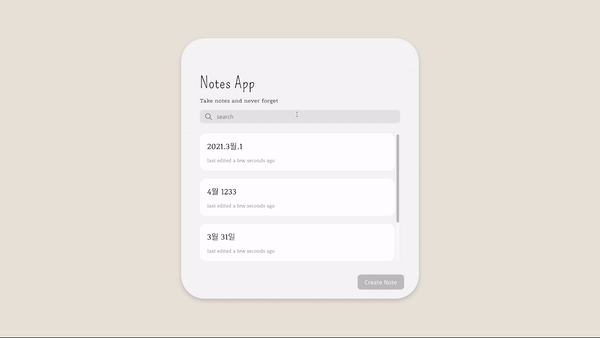 Notes App
Take notes and never forget
search
2021.3월.1
last edited a few seconds ago
4월 1233
last edited a few seconds ago
3월 31일
last edited a few seconds ago
Create Note